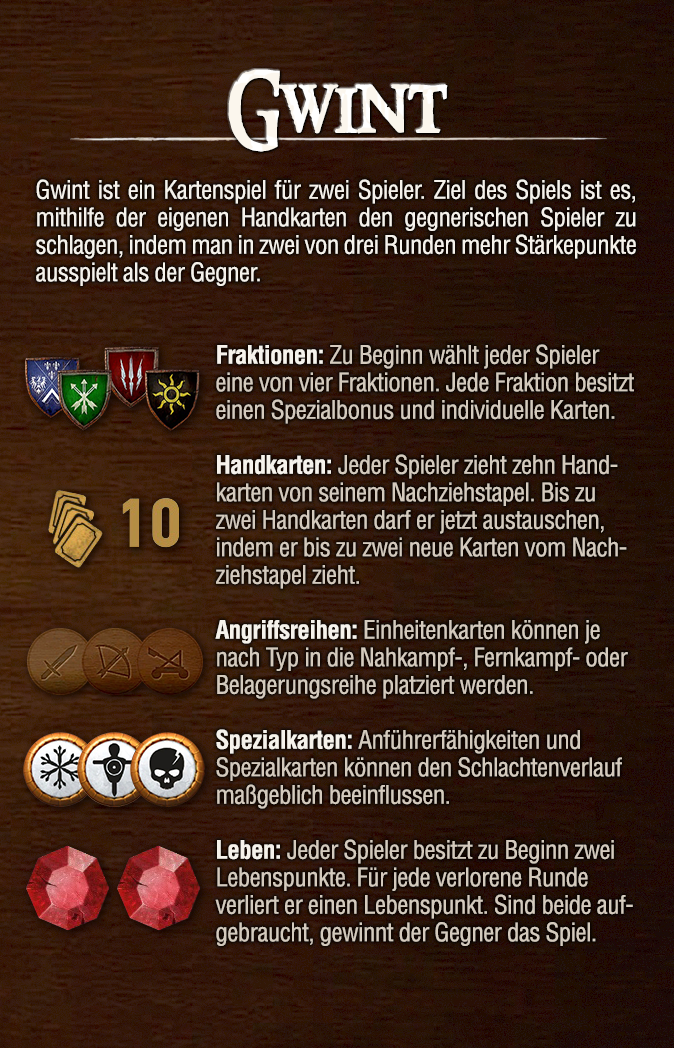 GWINT
Gwint ist ein Kartenspiel für zwei Spieler. Ziel des Spiels ist es,
mithilfe der eigenen Handkarten den gegnerischen Spieler zu
schlagen, indem man in zwei von drei Runden mehr Stärkepunkte
ausspielt als der Gegner.
Fraktionen: Zu Beginn wählt jeder Spieler
eine von vier Fraktionen. Jede Fraktion besitzt
einen Spezialbonus und individuelle Karten.
10
Handkarten: Jeder Spieler zieht zehn Hand-
karten von seinem Nachziehstapel. Bis zu
zwei Handkarten darf er jetzt austauschen,
indem er bis zu zwei neue Karten vom Nach-
ziehstapel zieht.
Angriffsreihen: Einheitenkarten können je
nach Typ in die Nahkampf-, Fernkampf- oder
Belagerungsreihe platziert werden.
Spezialkarten: Anführerfähigkeiten und
Spezialkarten können den Schlachtenverlauf
maßgeblich beeinflussen.
Leben: Jeder Spieler besitzt zu Beginn zwei
Lebenspunkte. Für jede verlorene Runde
verliert er einen Lebenspunkt. Sind beide auf-
gebraucht, gewinnt der Gegner das Spiel.